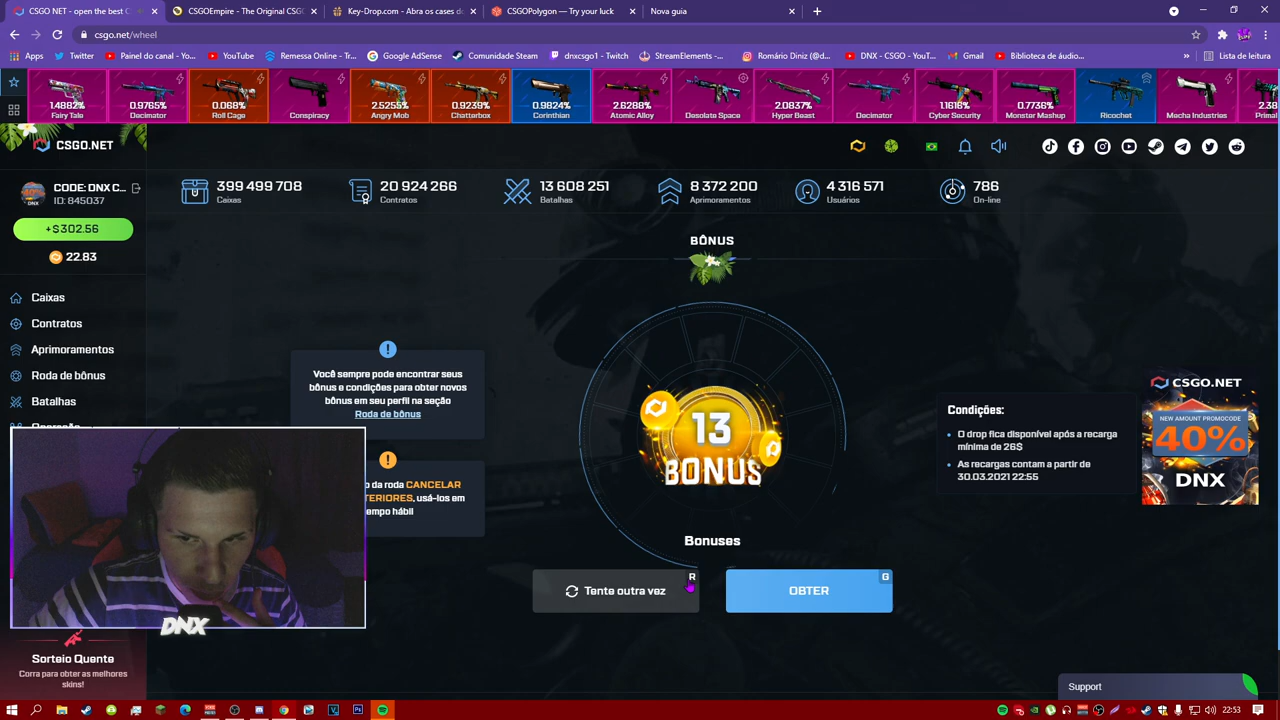 CSGO NET - open the best C
CSGOEmpire - The Original CSG
Key-Drop.com - Abra os cases d
CSGOPolygon — Try your luck
Nova guia
csgo.net/wheel
Apps
Twitter
Painel do canal - Yo...
YouTube
Remessa Online - Tr...
Google AdSense
Comunidade Steam
dnxcsgo1 - Twitch
StreamElements -...
Romário Diniz (@d...
DNX - CSGO - YouT...
Gmail
Biblioteca de áudio...
»
Lista de leitura
1.4882%
Fairy Tale
0.9765%
Decimator
0.068%
Roll Cage
Conspiracy
2.5255%
Angry Mob
0.9239%
Chatterbox
0.9824%
Corinthian
2.6288%
Atomic Alloy
Desolate Space
2.0837%
Hyper Beast
Decimator
1.1616%
Cyber Security
0.7736%
Monster Mashup
Ricochet
Mecha Industries
2.38
Primal
CSGO.NET
CODE: DNX C...
ID: 845037
+$302.56
22.83
399 499 708
Caixas
20 924 266
Contratos
13 608 251
Batalhas
8 372 200
Aprimoramentos
4 316 571
Usuários
786
On-line
Caixas
Contratos
Aprimoramentos
Roda de bônus
Batalhas
BÔNUS
Você sempre pode encontrar seus
bônus e condições para obter novos
bônus em seu perfil na seção
Roda de bônus
o da roda CANCELAR
TERIORES, usá-los em
empo hábil
13
BONUS
Bonuses
Tente outra vez
R
OBTER
G
Condições:
O drop fica disponível após a recarga
mínima de 26$
As recargas contam a partir de
30.03.2021 22:55
CSGO.NET
NEW AMOUNT PROMOCODE
40%
DNX
DNX
Sorteio Quente
Corra para obter as melhores
skins!
Support
22:53